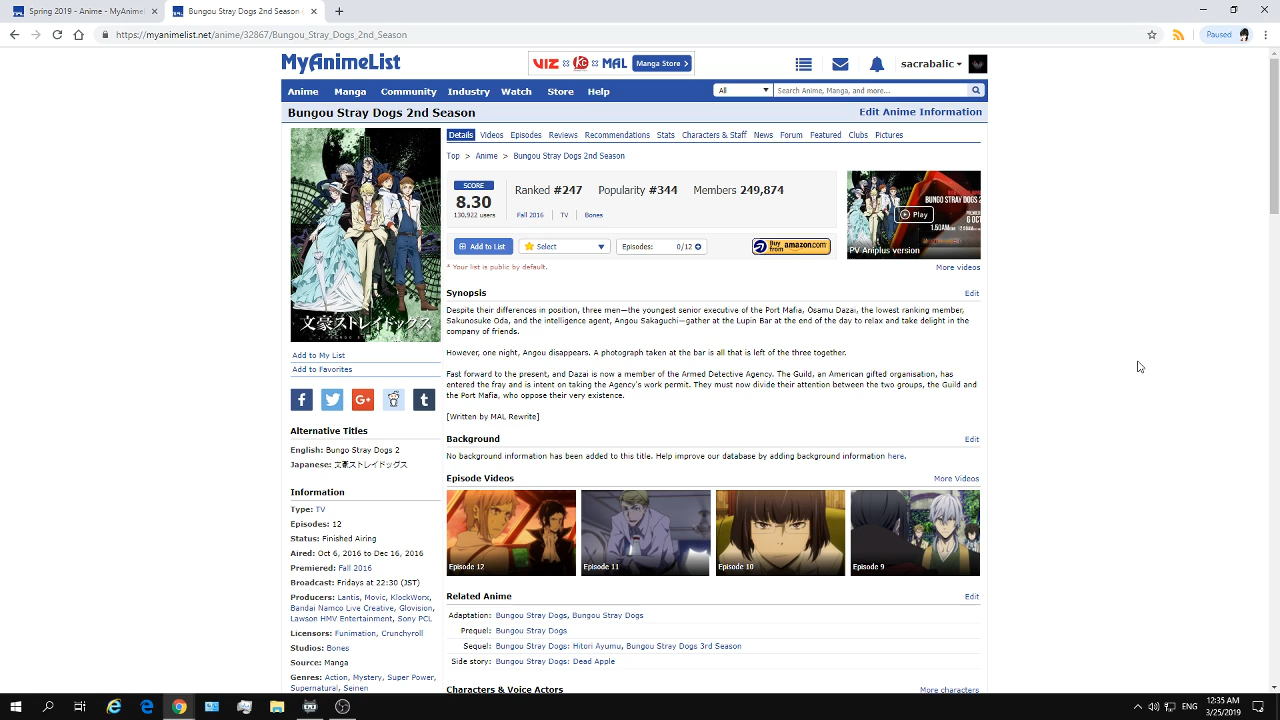 Spring 2019 - Anime - MyAnimeL
Bungou Stray Dogs 2nd Season
https://myanimelist.net/anime/32867/Bungou_Stray_Dogs_2nd_Season
Paused
MyAnimeList
VIZ MAL Manga Store
sacrabalic
Anime Manga Community Industry Watch Store Help
All Search Anime, Manga, and more...
Bungou Stray Dogs 2nd Season
Edit Anime Information
Details Videos Episodes Reviews Recommendations Stats Characters & Staff News Forum Featured Clubs Pictures
Top > Anime > Bungou Stray Dogs 2nd Season
SCORE
8.30
130,922 users
Ranked #247 Popularity #344 Members 249,874
Fall 2016 TV Bones
BUNGO STRAY DOGS 2
Play
1.50AM
PV Aniplus version
Add to List Select Episodes: 0/12
Buy from amazon.com
* Your list is public by default.
More videos
文豪ストレイドッグス
Add to My List
Add to Favorites
Alternative Titles
English: Bungo Stray Dogs 2
Japanese: 文豪ストレイドッグス
Information
Type: TV
Episodes: 12
Status: Finished Airing
Aired: Oct 6, 2016 to Dec 16, 2016
Premiered: Fall 2016
Broadcast: Fridays at 22:30 (JST)
Producers: Lantis, Movic, KlockWorx,
Bandai Namco Live Creative, Glovision,
Lawson HMV Entertainment, Sony PCL
Licensors: Funimation, Crunchyroll
Studios: Bones
Source: Manga
Genres: Action, Mystery, Super Power,
Supernatural, Seinen
Synopsis Edit
Despite their differences in position, three men—the youngest senior executive of the Port Mafia, Osamu Dazai, the lowest ranking member,
Sakunosuke Oda, and the intelligence agent, Angou Sakaguchi—gather at the Lupin Bar at the end of the day to relax and take delight in the
company of friends.
However, one night, Angou disappears. A photograph taken at the bar is all that is left of the three together.
Fast forward to the present, and Dazai is now a member of the Armed Detective Agency. The Guild, an American gifted organisation, has
entered the fray and is intent on taking the Agency's work permit. They must now divide their attention between the two groups, the Guild and
the Port Mafia, who oppose their very existence.
[Written by MAL Rewrite]
Background Edit
No background information has been added to this title. Help improve our database by adding background information here.
Episode Videos More Videos
Episode 12 Episode 11 Episode 10 Episode 9
Related Anime Edit
Adaptation: Bungou Stray Dogs, Bungou Stray Dogs
Prequel: Bungou Stray Dogs
Sequel: Bungou Stray Dogs: Hitori Ayumu, Bungou Stray Dogs 3rd Season
Side story: Bungou Stray Dogs: Dead Apple
Characters & Voice Actors More characters
ENG
12:35 AM
3/25/2019